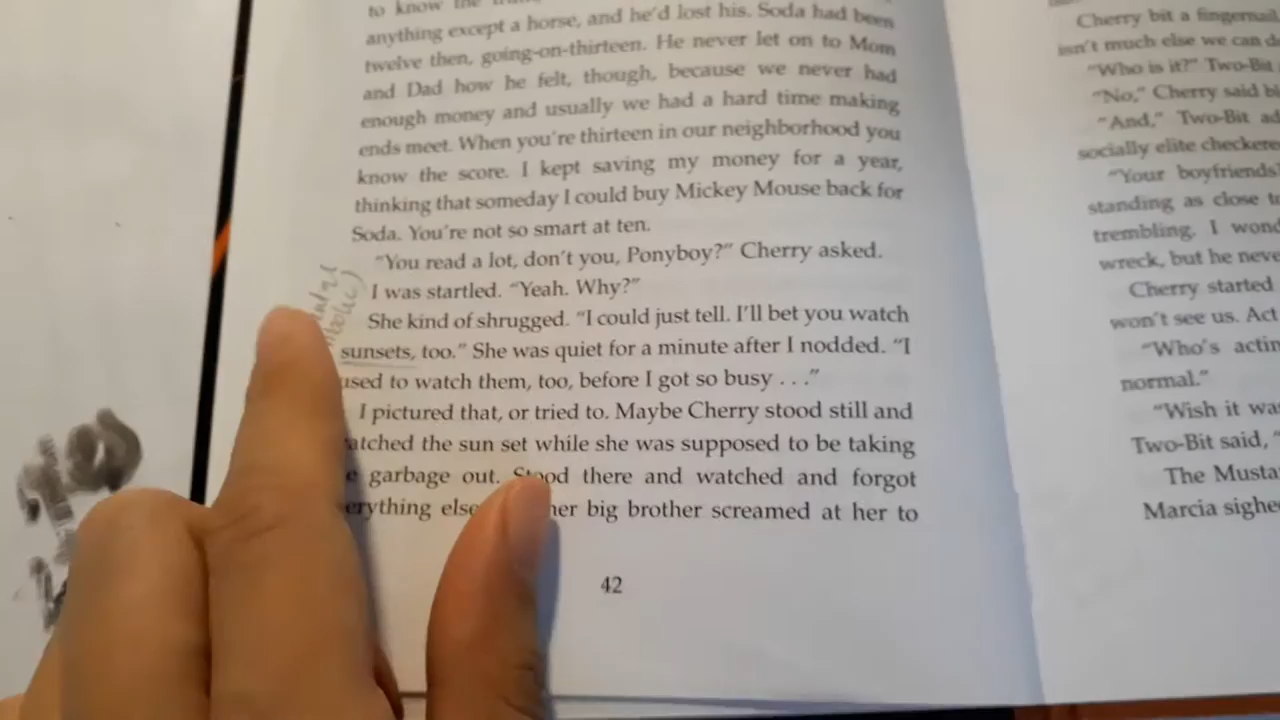 to know the
anything except a horse, and he'd lost his. Soda had been
twelve then, going-on-thirteen. He never let on to Mom
and Dad how he felt, though, because we never had
enough money and usually we had a hard time making
ends meet. When you're thirteen in our neighborhood you
know the score. I kept saving my money for a year,
thinking that someday I could buy Mickey Mouse back for
Soda. You're not so smart at ten.
"You read a lot, don't you, Ponyboy?" Cherry asked.
I was startled. "Yeah. Why?"
She kind of shrugged. "I could just tell. I'll bet you watch
sunsets, too." She was quiet for a minute after I nodded. "I
used to watch them, too, before I got so busy . . ."
I pictured that, or tried to. Maybe Cherry stood still and
atched the sun set while she was supposed to be taking
e garbage out. Stood there and watched and forgot
erything else her big brother screamed at her to
42
Cherry bit a fingernail.
isn't much else we can d
"Who is it?" Two-Bit
"No," Cherry said bl
"And," Two-Bit ad
socially elite checkere
"Your boyfriends
standing as close t
trembling. I wond
wreck, but he neve
Cherry started
won't see us. Act
"Who's actin
normal."
"Wish it wa
Two-Bit said, "
The Musta
Marcia sighe